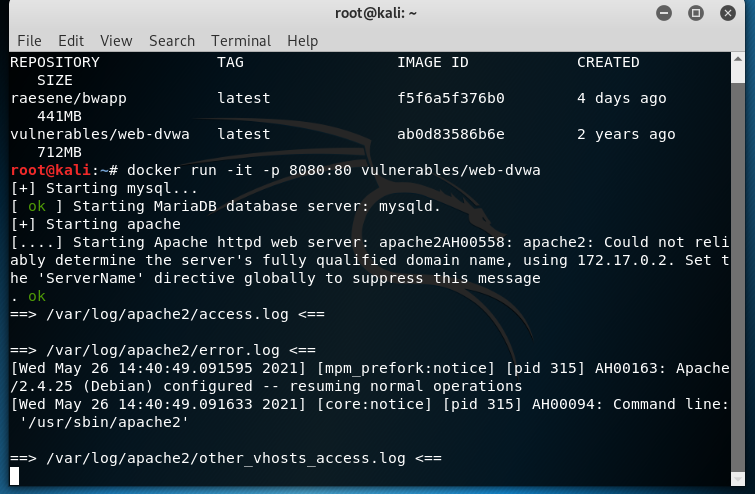 root@kali: ~
File Edit View Search Terminal Help
REPOSITORY TAG IMAGE ID CREATED
SIZE
raesene/bwapp latest f5f6a5f376b0 4 days ago
441MB
vulnerables/web-dvwa latest ab0d83586b6e 2 years ago
712MB
root@kali:~# docker run -it -p 8080:80 vulnerables/web-dvwa
[+] Starting mysql...
[ ok ] Starting MariaDB database server: mysqld.
[+] Starting apache
[....] Starting Apache httpd web server: apache2AH00558: apache2: Could not reli
ably determine the server's fully qualified domain name, using 172.17.0.2. Set t
he 'ServerName' directive globally to suppress this message
. ok
==> /var/log/apache2/access.log <==
==> /var/log/apache2/error.log <==
[Wed May 26 14:40:49.091595 2021] [mpm_prefork:notice] [pid 315] AH00163: Apache
/2.4.25 (Debian) configured -- resuming normal operations
[Wed May 26 14:40:49.091633 2021] [core:notice] [pid 315] AH00094: Command line:
'/usr/sbin/apache2'
==> /var/log/apache2/other_vhosts_access.log <==